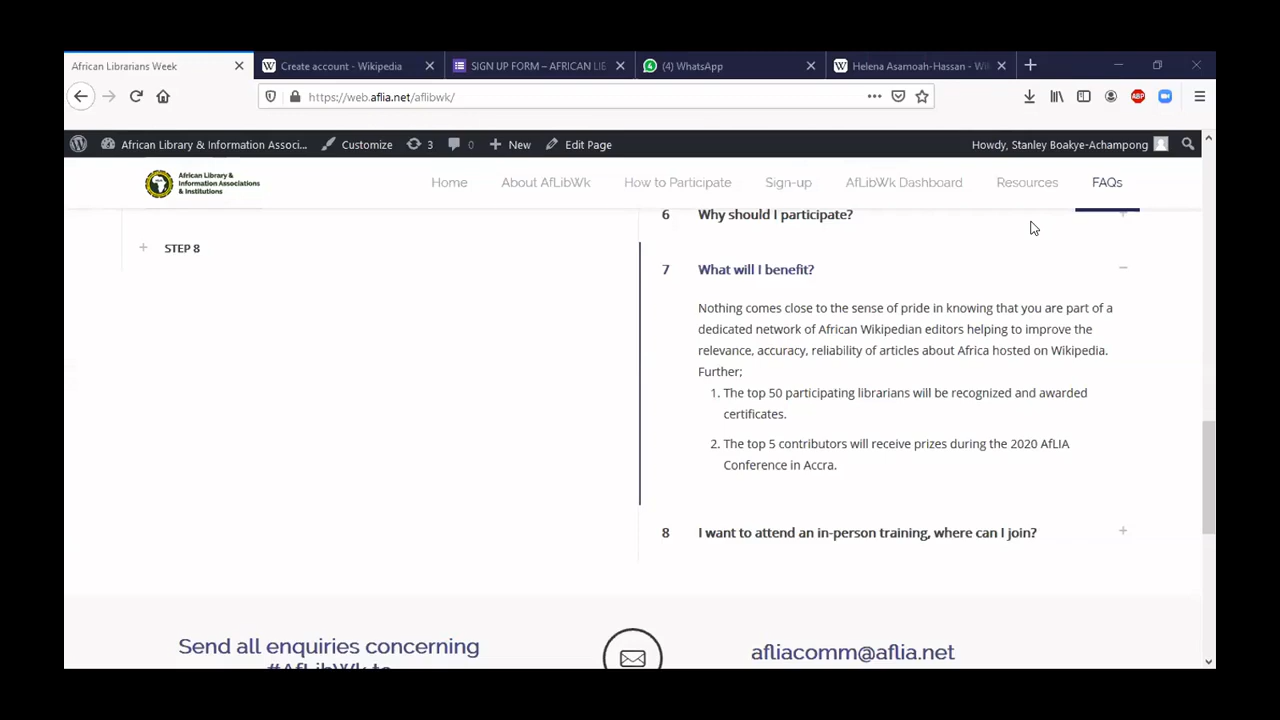 African Librarians Week
Create account - Wikipedia
SIGN UP FORM – AFRICAN LIB
(4) WhatsApp
Helena Asamoah-Hassan - Wi
https://web.aflia.net/aflibwk/
ABP
African Library & Information Associ...
Customize
3
0
New
Edit Page
Howdy, Stanley Boakye-Achampong
African Library &
Information Associations
& Institutions
Home
About AfLibWk
How to Participate
Sign-up
AfLibWk Dashboard
Resources
FAQs
STEP 8
6 Why should I participate?
7 What will I benefit?
Nothing comes close to the sense of pride in knowing that you are part of a
dedicated network of African Wikipedian editors helping to improve the
relevance, accuracy, reliability of articles about Africa hosted on Wikipedia.
Further;
1. The top 50 participating librarians will be recognized and awarded
certificates.
2. The top 5 contributors will receive prizes during the 2020 AfLIA
Conference in Accra.
8 I want to attend an in-person training, where can I join?
Send all enquiries concerning
#AfLibWk to
afliacomm@aflia.net